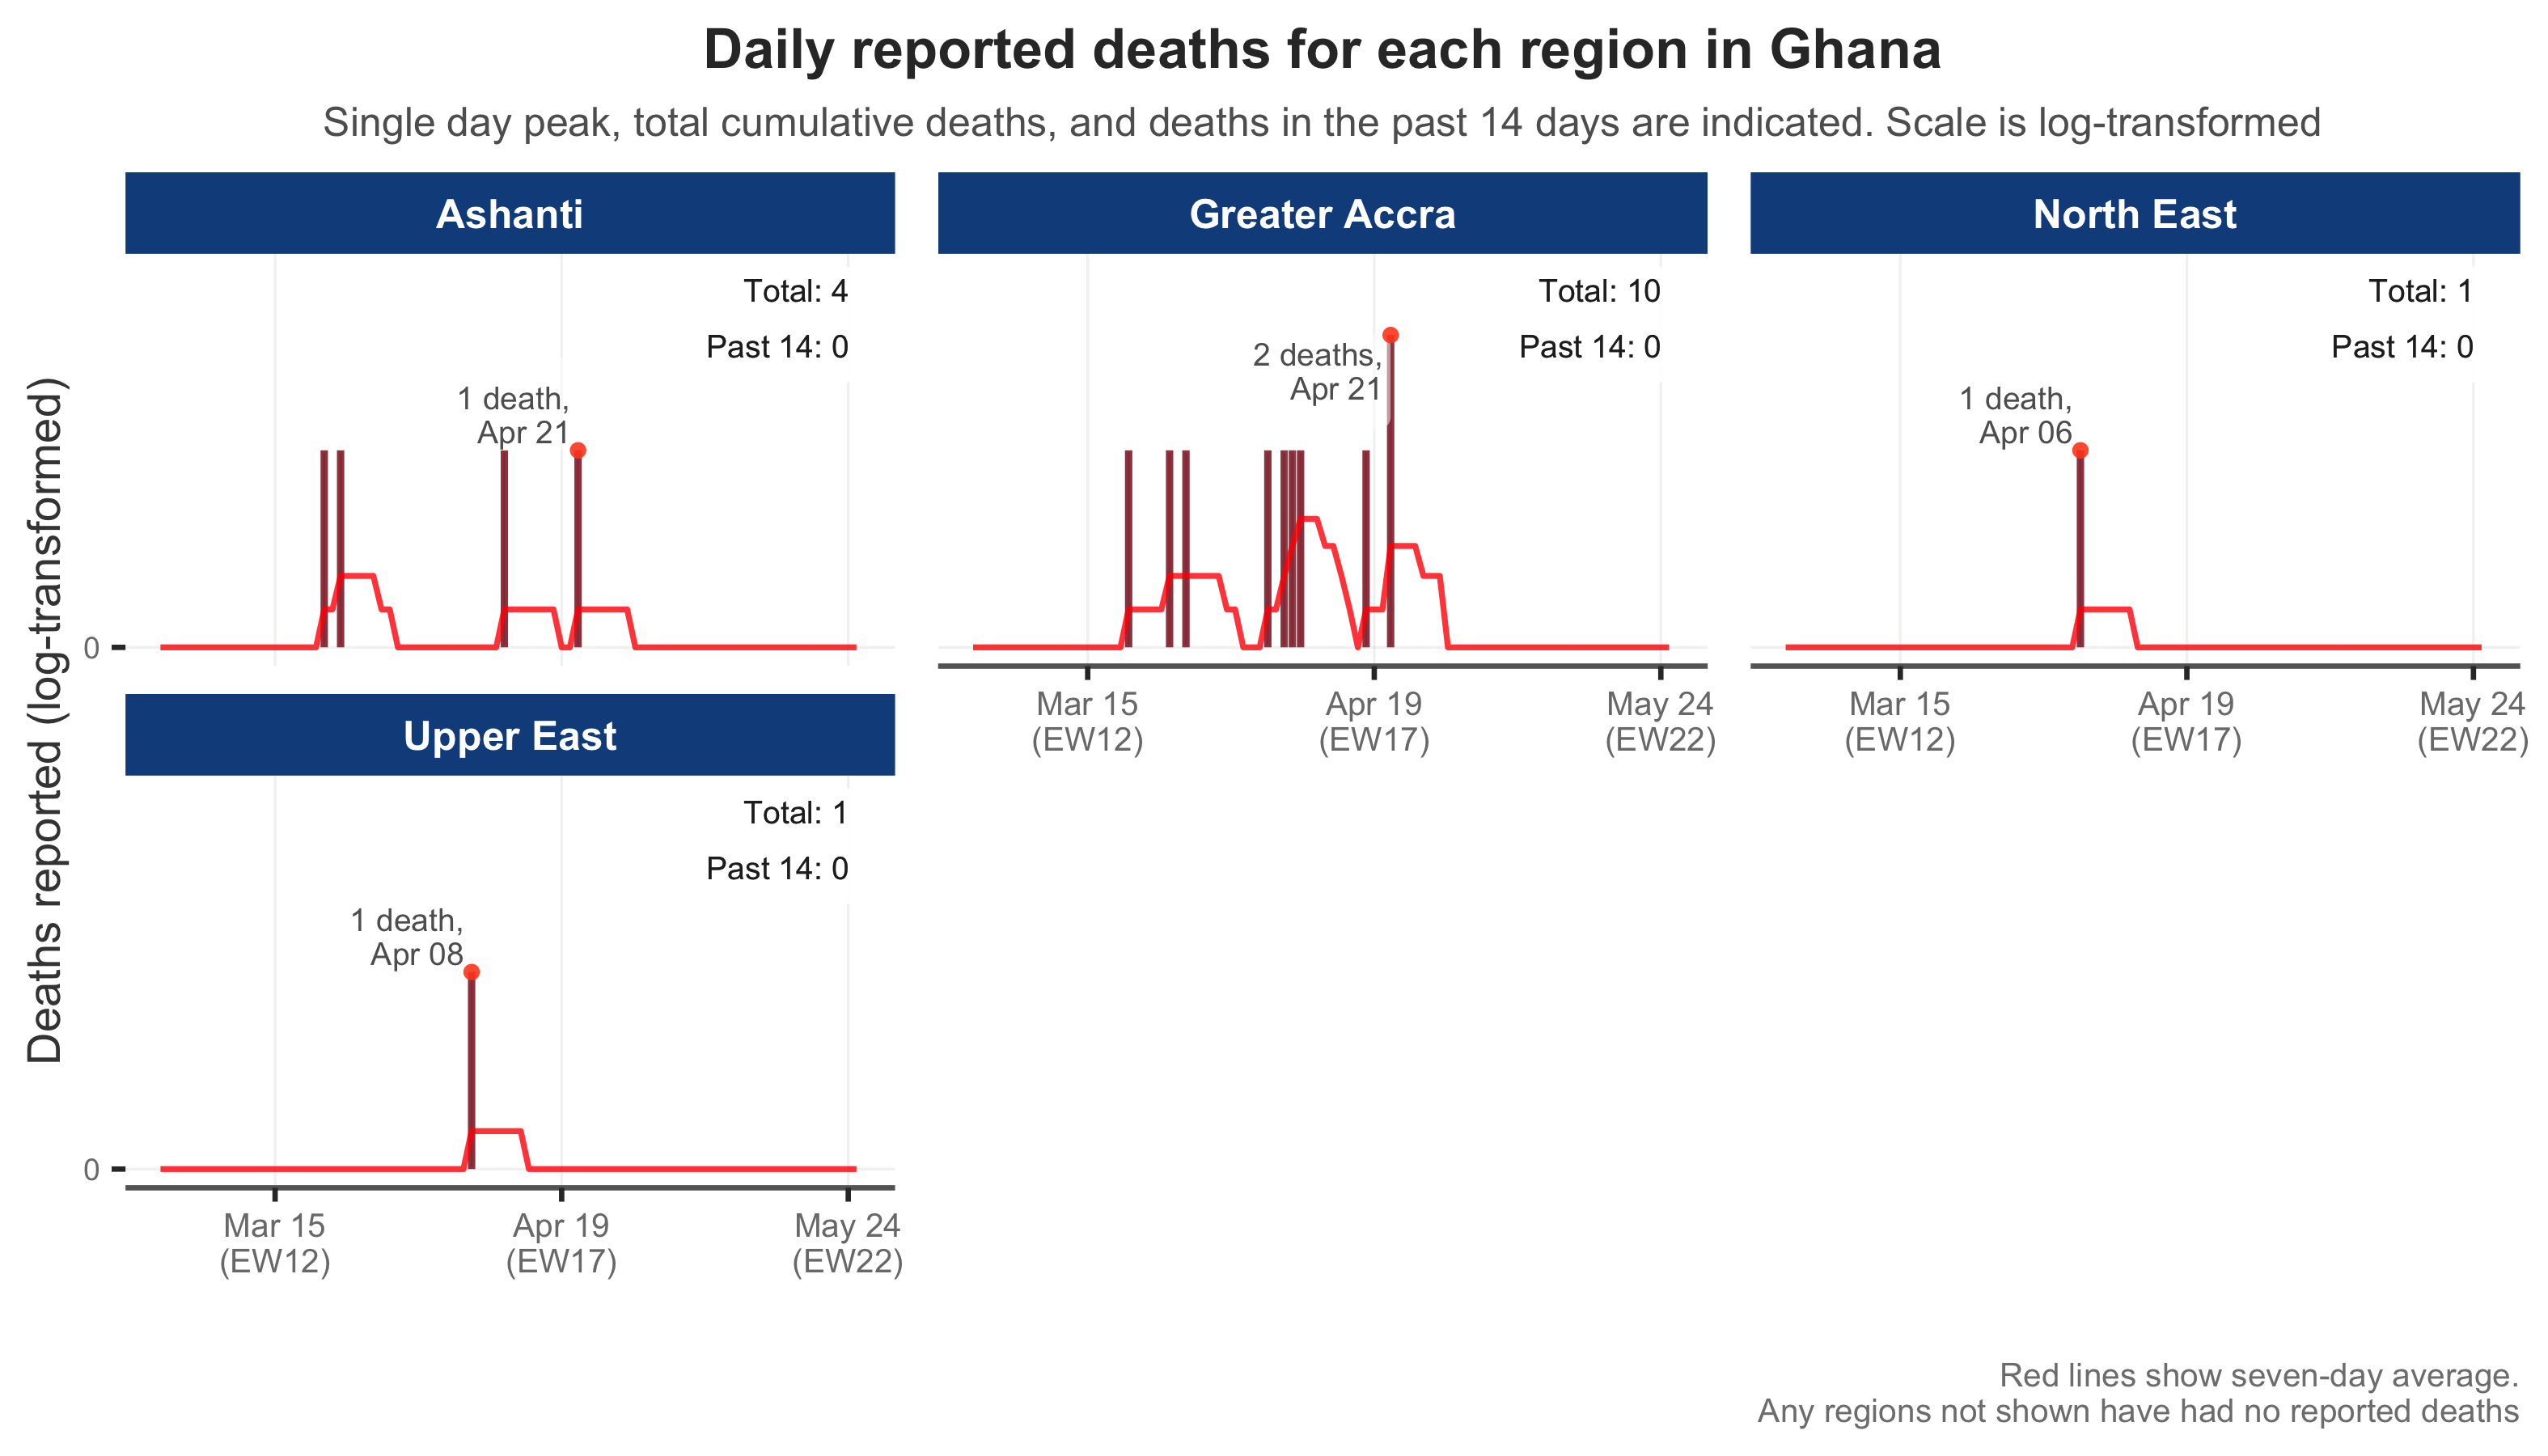 Daily reported deaths for each region in Ghana
Single day peak, total cumulative deaths, and deaths in the past 14 days are indicated. Scale is log-transformed
Deaths reported (log-transformed)
Ashanti
Total: 4
Past 14: 0
1 death,
Apr 21
0
Greater Accra
Total: 10
Past 14: 0
2 deaths,
Apr 21
Mar 15
(EW12)
Apr 19
(EW17)
May 24
(EW22)
North East
Total: 1
Past 14: 0
1 death,
Apr 06
Mar 15
(EW12)
Apr 19
(EW17)
May 24
(EW22)
Upper East
Total: 1
Past 14: 0
1 death,
Apr 08
0
Mar 15
(EW12)
Apr 19
(EW17)
May 24
(EW22)
Red lines show seven-day average.
Any regions not shown have had no reported deaths